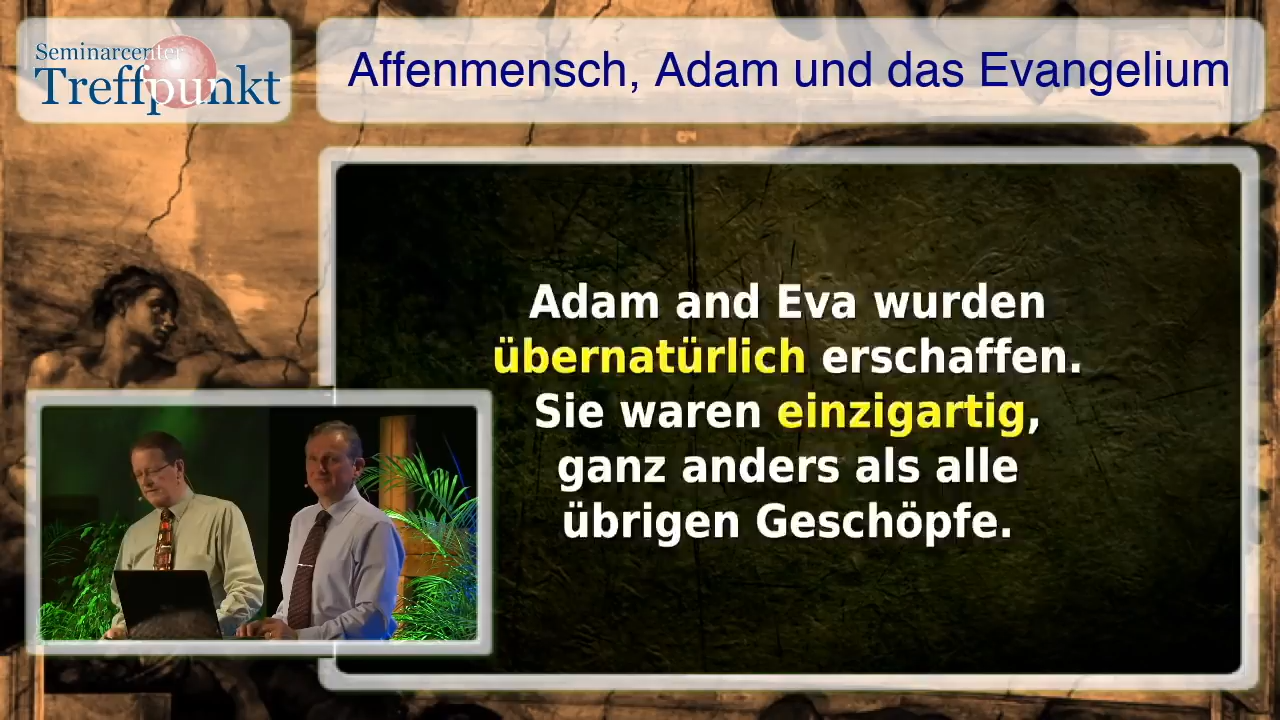 Seminarcenter
Treffpunkt
Affenmensch, Adam und das Evangelium
Adam and Eva wurden
übernatürlich erschaffen.
Sie waren einzigartig,
ganz anders als alle
übrigen Geschöpfe.